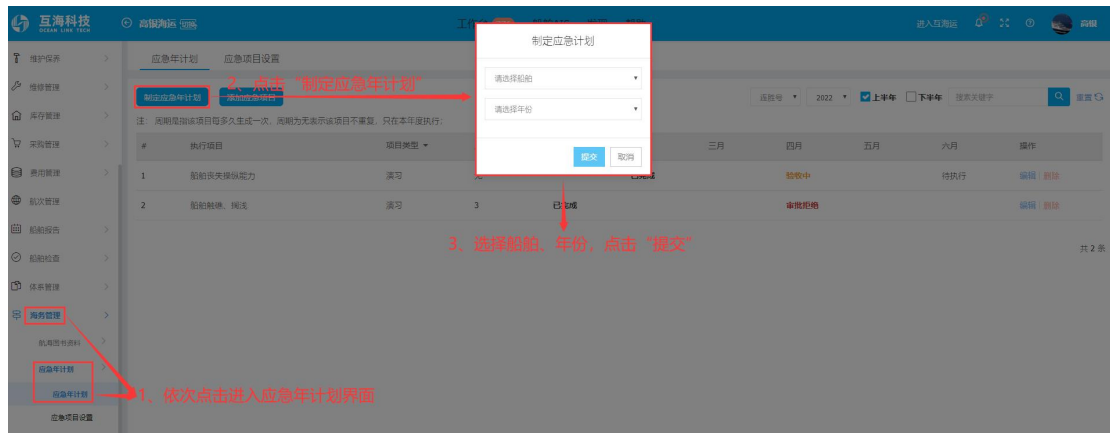 互海科技
OCEAN LINK TECH
高银海运
进入互海运
高银
制定应急计划
请选择船舶
请选择年份
提交 取消
维护保养
维修管理
库存管理
采购管理
费用管理
航次管理
船舶报告
船舶检查
体系管理
海务管理
航海图书资料
应急年计划
应急年计划
应急项目设置
应急年计划 应急项目设置
2、点击“制定应急年计划”
制定应急年计划 添加应急项目
2022 上半年 下半年 搜索关键字 重置
注: 周期是指该项目每多久生成一次, 周期为无表示该项目不重复, 只在本年度执行;
# 执行项目 项目类型 三月 四月 五月 六月 操作
1 船舶丧失操纵能力 演习 验收中 待执行 编辑 | 删除
2 船舶触礁、搁浅 演习 3 已完成 审批拒绝 编辑 | 删除
共 2 条
3、选择船舶、年份, 点击“提交”
1、依次点击进入应急年计划界面